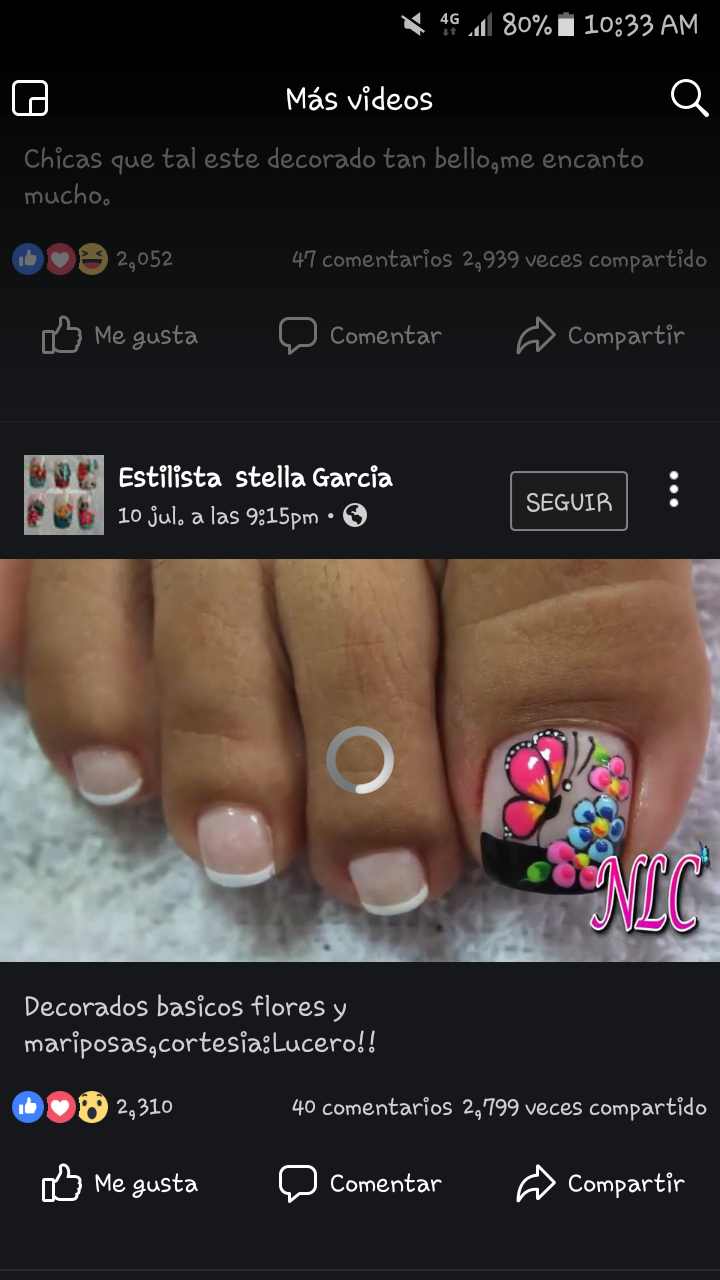 4G 80% 10:33 AM
Más videos
Chicas que tal este decorado tan bello,me encanto
mucho.
2,052 47 comentarios 2,939 veces compartido
Me gusta Comentar Compartir
Estilista stella Garcia
SEGUIR
10 jul. a las 9:15pm •
NLC
Decorados basicos flores y
mariposas,cortesia:Lucero!!
2,310 40 comentarios 2,799 veces compartido
Me gusta Comentar Compartir